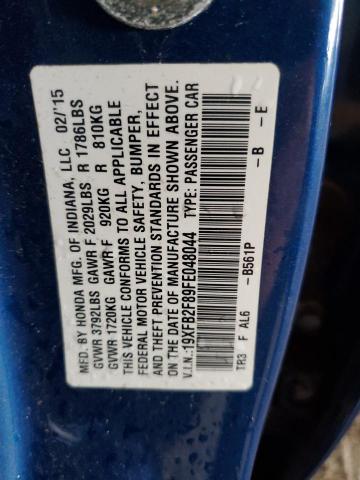 MFD. BY HONDA MFG. OF INDIANA, LLC 02/'15
GVWR 3792LBS GAWR F 2029LBS R 1786LBS
GVWR 1720KG GAWR F 920KG R 810KG
THIS VEHICLE CONFORMS TO ALL APPLICABLE
FEDERAL MOTOR VEHICLE SAFETY, BUMPER,
AND THEFT PREVENTION STANDARDS IN EFFECT
ON THE DATE OF MANUFACTURE SHOWN ABOVE.
V.I.N.:19XFB2F89FE048044 TYPE: PASSENGER CAR
-B561P -B -E
TR3 F AL6